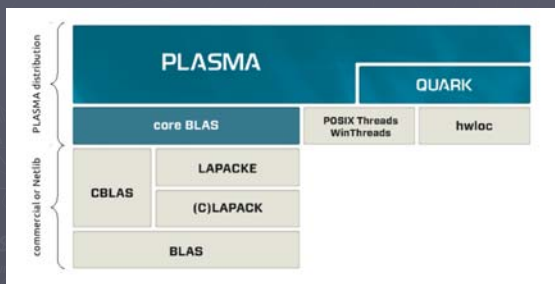 PLASMA distribution
PLASMA
QUARK
core BLAS
POSIX Threads
WinThreads
hwloc
commercial or Netlib
CBLAS
LAPACKE
(C)LAPACK
BLAS